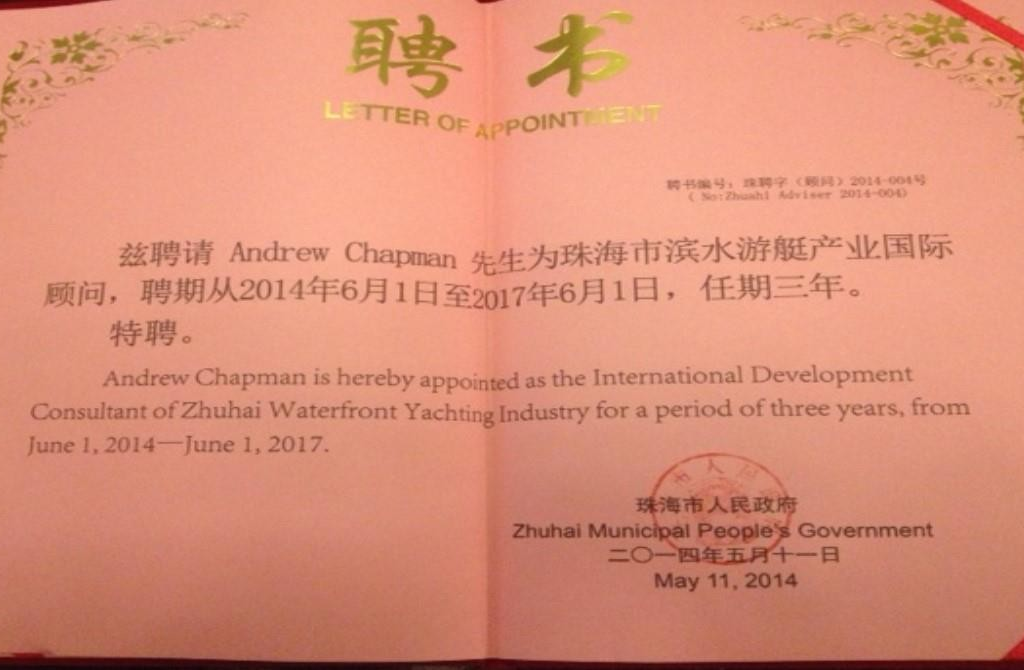 聘书
LETTER OF APPOINTMENT
聘书编号：珠聘字（顾问）2014-004号
( No:Zhuahi Adviser 2014-004)
兹聘请 Andrew Chapman 先生为珠海市滨水游艇产业国际
顾问，聘期从2014年6月1日至2017年6月1日，任期三年。
特聘。
Andrew Chapman is hereby appointed as the International Development
Consultant of Zhuhai Waterfront Yachting Industry for a period of three years, from
June 1, 2014—June 1, 2017.
珠海市人民政府
Zhuhai Municipal People's Government
二〇一四年五月十一日
May 11, 2014